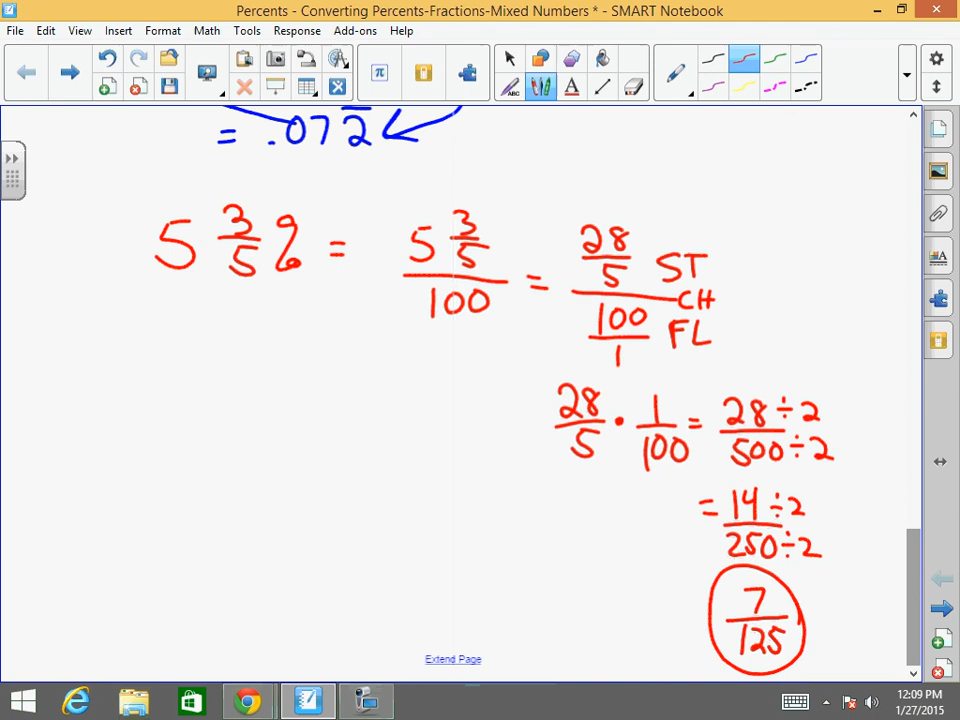 Percents - Converting Percents-Fractions-Mixed Numbers * - SMART Notebook
File Edit View Insert Format Math Tools Response Add-ons Help
= .07 2̅
5 3/5 % = 5 3/5 / 100 = 28/5 / 100/1
ST
CH
FL
28/5 • 1/100 = 28÷2 / 500÷2
= 14÷2 / 250÷2
7/125
Extend Page
12:09 PM
1/27/2015